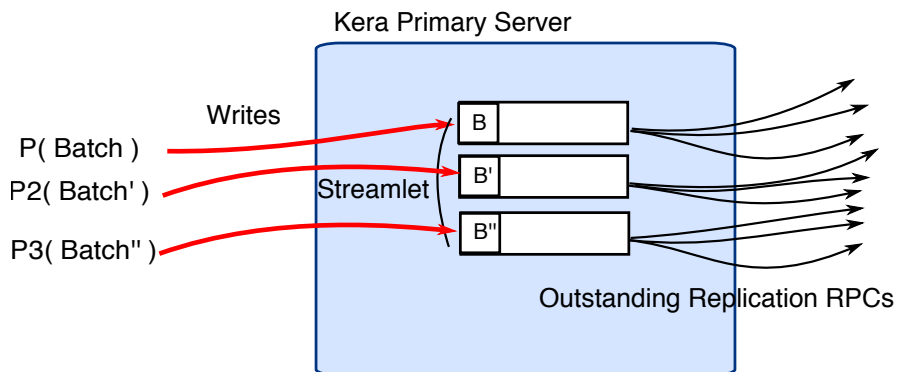 Kera Primary Server
Writes
P( Batch )
P2( Batch' )
P3( Batch'' )
Streamlet
B
B'
B''
Outstanding Replication RPCs